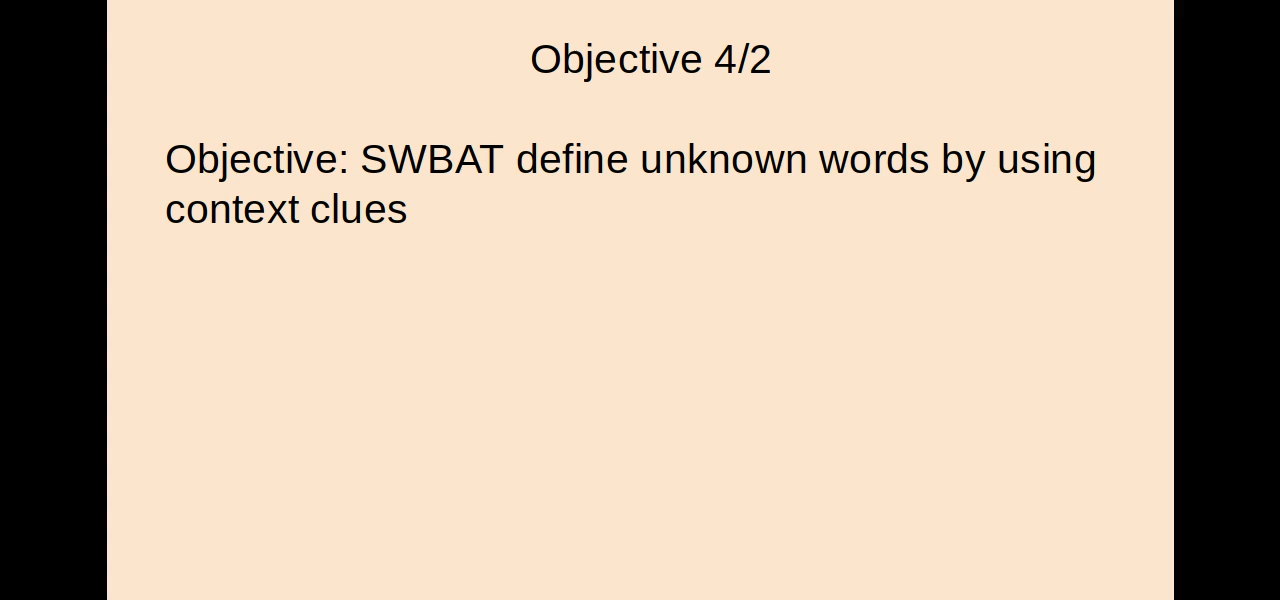 Objective 4/2
Objective: SWBAT define unknown words by using
context clues